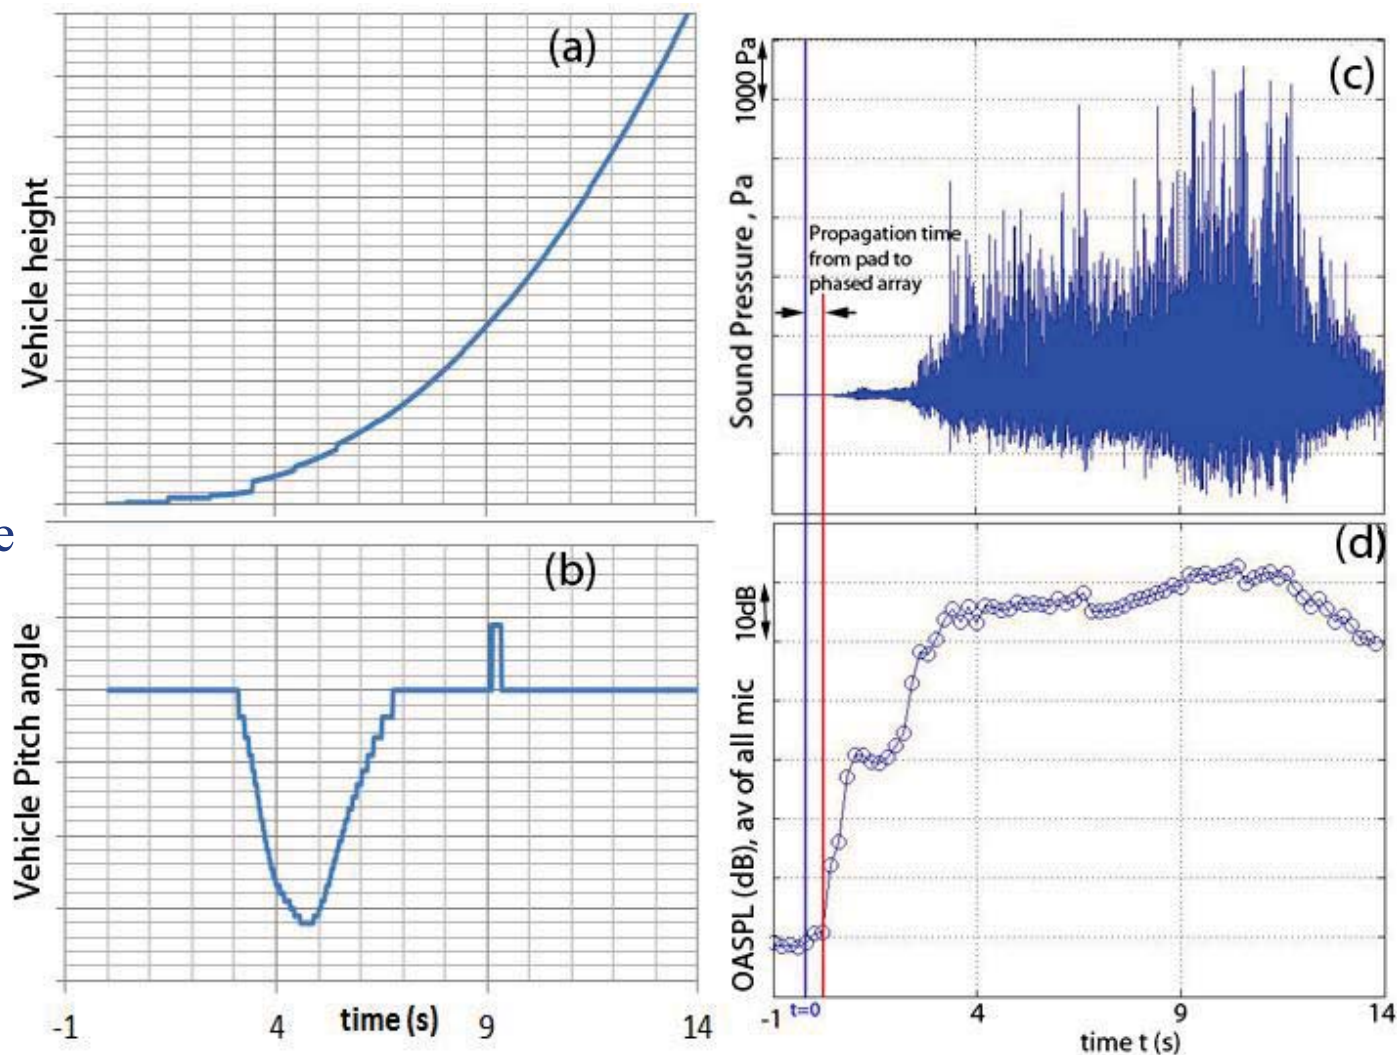 (a)
Vehicle height
e
(b)
Vehicle Pitch angle
-1
4
time (s)
9
14
(c)
1000 Pa
Sound Pressure , Pa
Propagation time
from pad to
phased array
(d)
10dB
OASPL (dB), av of all mic
-1
t=0
4
9
14
time t (s)